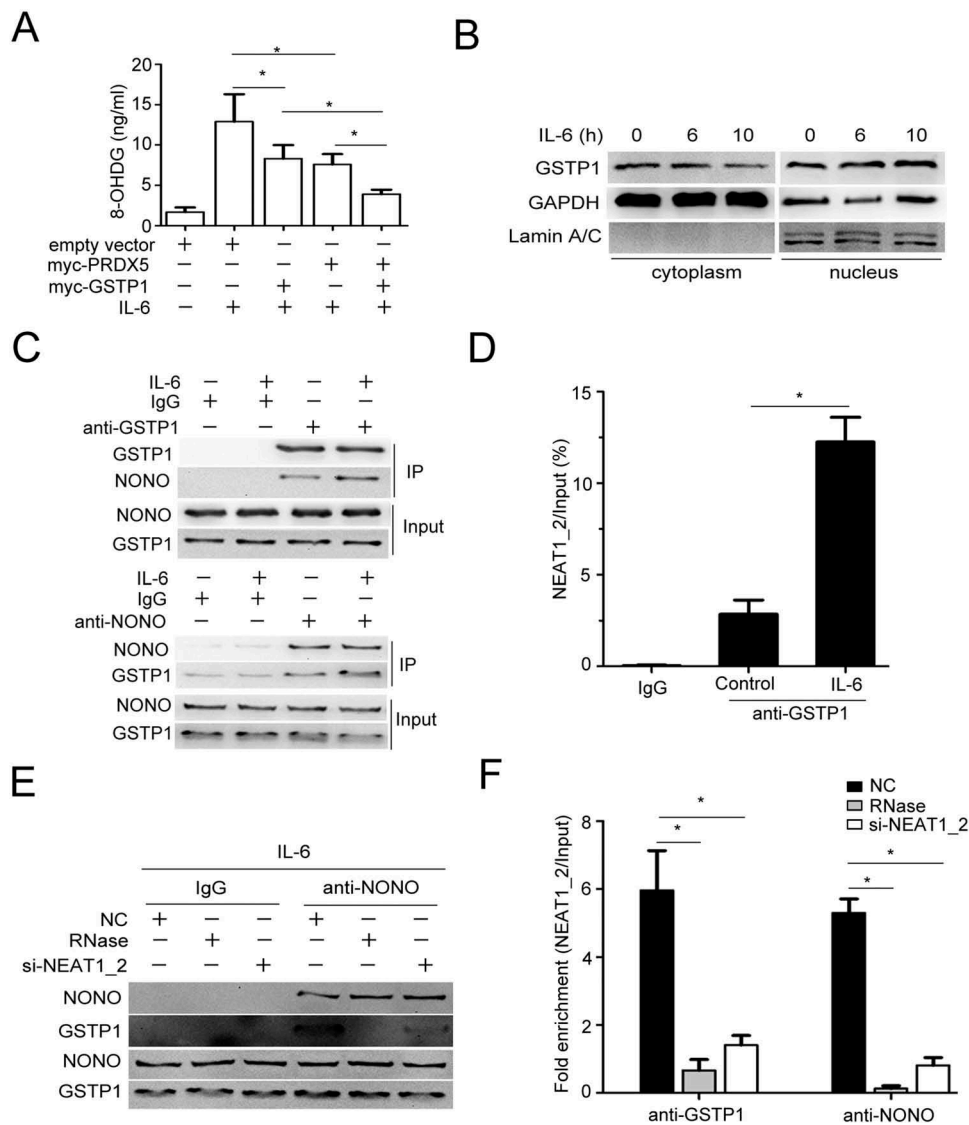 A
* * * *
8-OHDG (ng/ml)
20
15
10
5
0
empty vector + + − − −
myc-PRDX5 − − − + +
myc-GSTP1 − − + − +
IL-6 − + + + +
B
IL-6 (h) 0 6 10 0 6 10
GSTP1
GAPDH
Lamin A/C
cytoplasm nucleus
C
IL-6 − + − +
IgG + + − −
anti-GSTP1 − − + +
GSTP1
NONO
IP
NONO
GSTP1
Input
IL-6 − + − +
IgG + + − −
anti-NONO − − + +
NONO
GSTP1
IP
NONO
GSTP1
Input
D
*
NEAT1_2/Input (%)
15
12
9
6
3
0
IgG Control IL-6
anti-GSTP1
E
IL-6
IgG anti-NONO
NC + − − + − −
RNase − + − − + −
si-NEAT1_2 − − + − − +
NONO
GSTP1
NONO
GSTP1
F
NC
RNase
si-NEAT1_2
* * * *
Fold enrichment (NEAT1_2/Input)
8
6
4
2
0
anti-GSTP1 anti-NONO